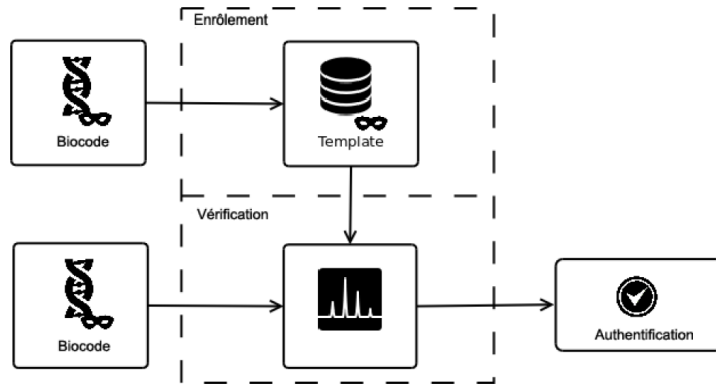 Enrôlement
Biocode
Template
Vérification
Biocode
Authentification